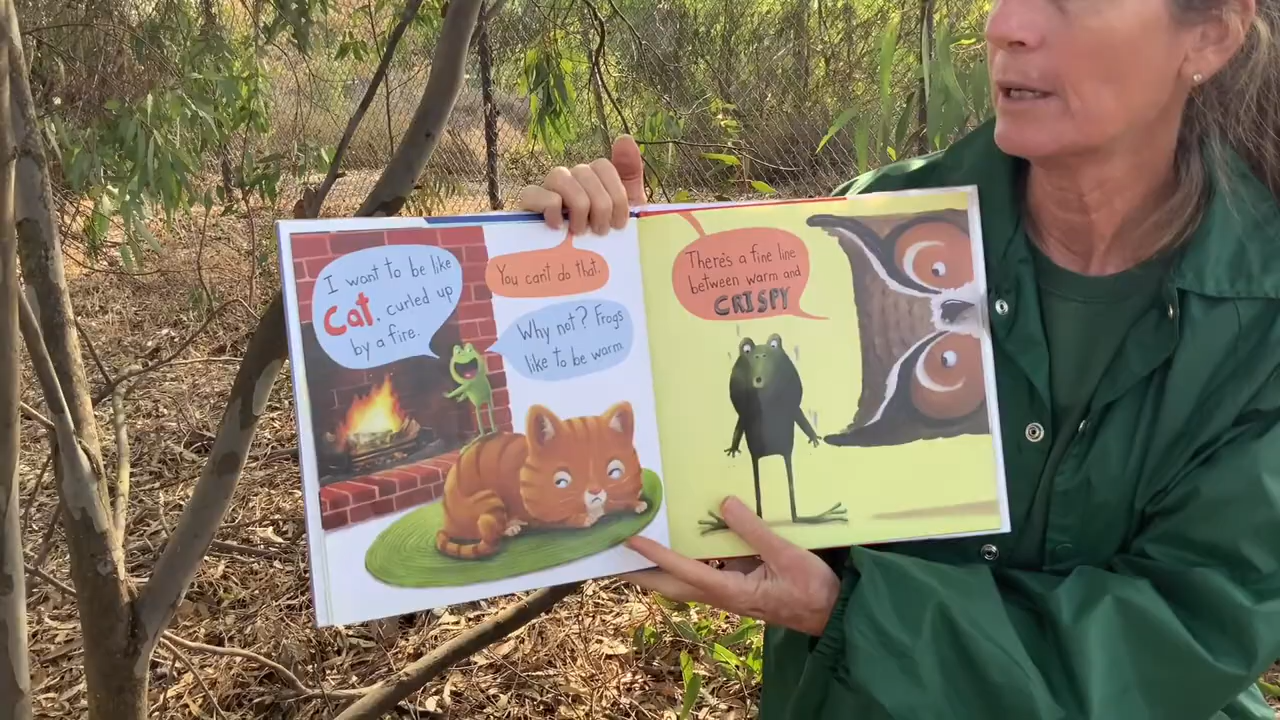 I want to be like
Cat, curled up
by a fire.
You can't do that.
Why not? Frogs
like to be warm
There's a fine line
between warm and
CRISPY